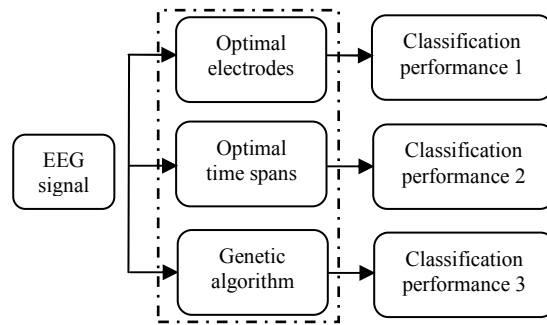 Optimal
electrodes
Classification
performance 1
EEG
signal
Optimal
time spans
Classification
performance 2
Genetic
algorithm
Classification
performance 3